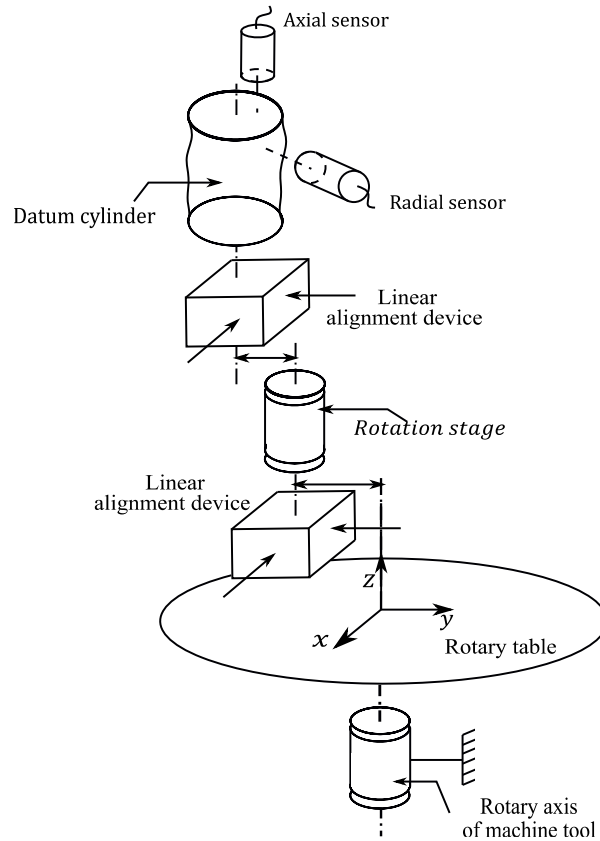 Axial sensor
Radial sensor
Datum cylinder
Linear
alignment device
Rotation stage
Linear
alignment device
z
x
y
Rotary table
Rotary axis
of machine tool